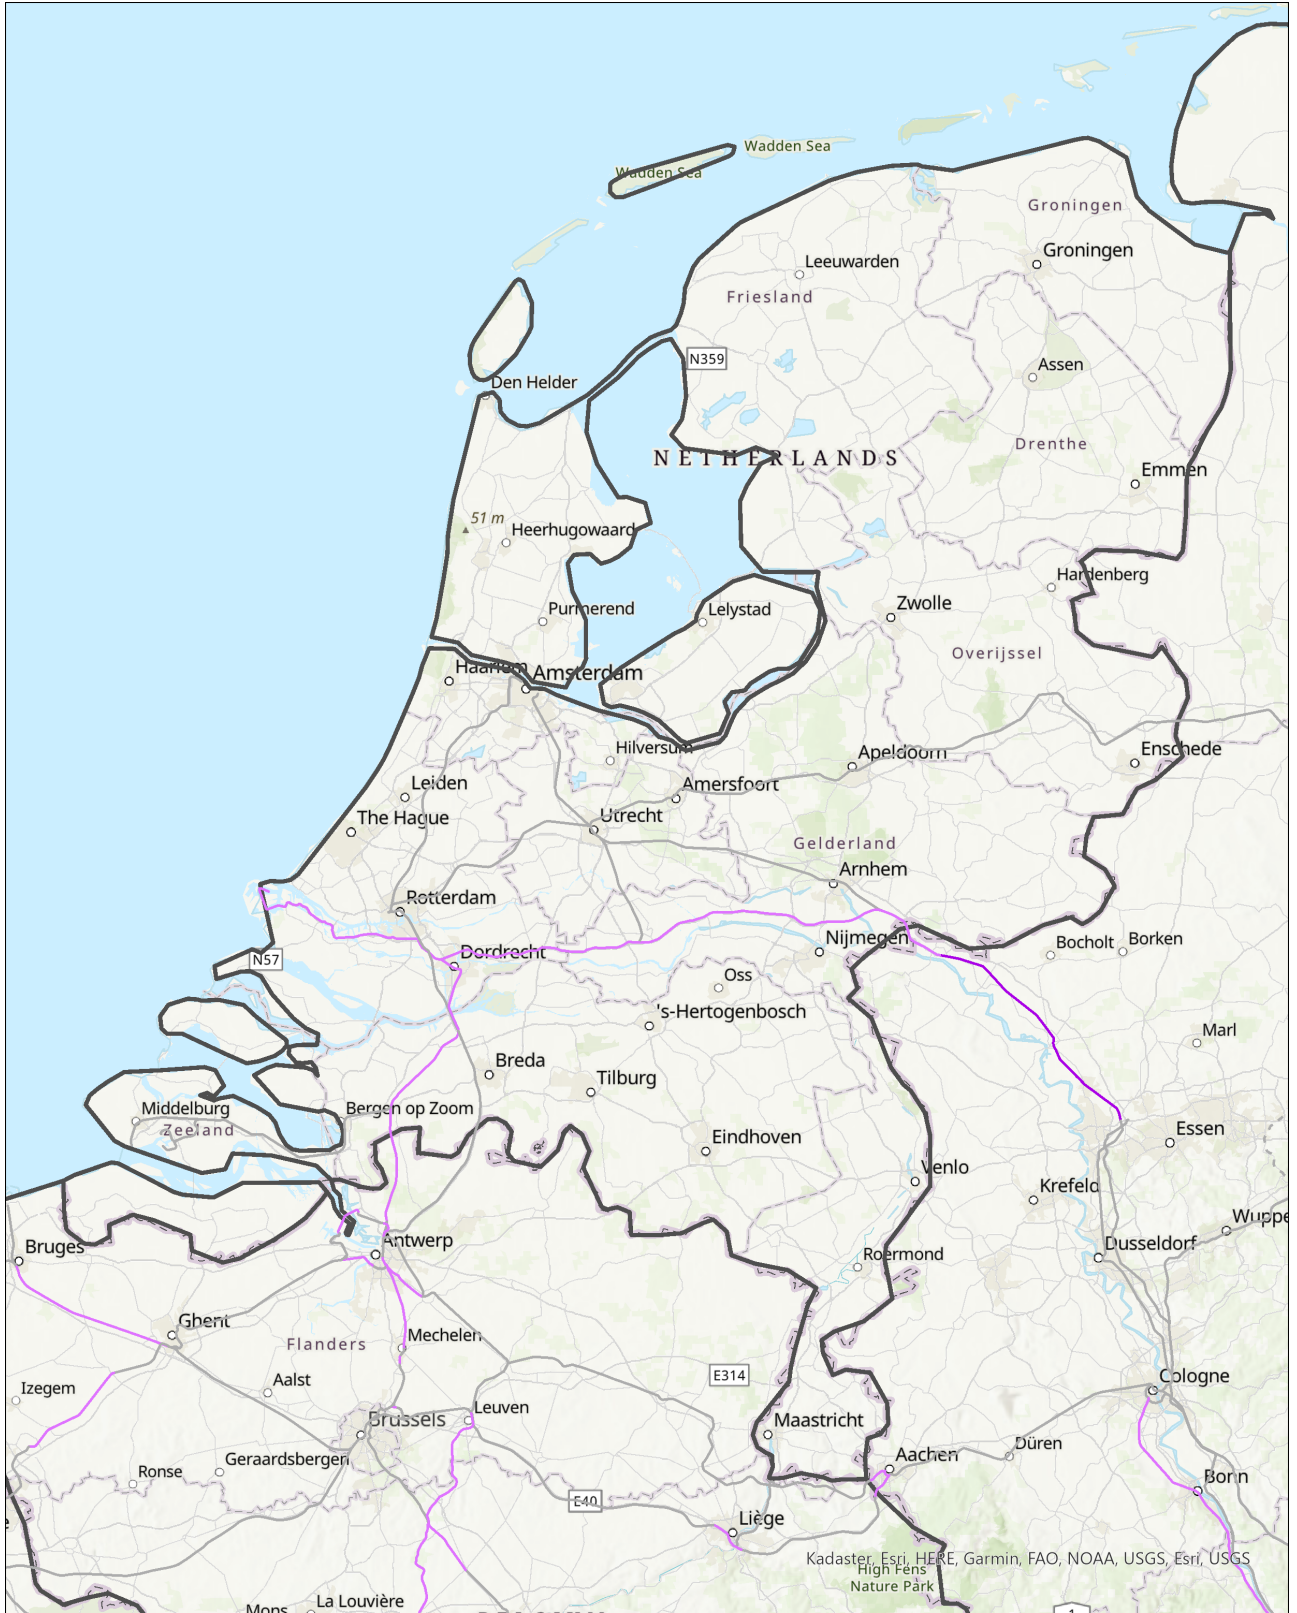 Wadden Sea
Wadden Sea
Groningen
Groningen
Leeuwarden
Friesland
N359
Assen
Den Helder
Drenthe
NETHERLANDS
Emmen
51 m
Heerhugowaard
Hardenberg
Purmerend
Lelystad
Zwolle
Overijssel
Haarlem
Amsterdam
Hilversum
Apeldoorn
Enschede
Leiden
Amersfoort
The Hague
Utrecht
Gelderland
Arnhem
Rotterdam
Nijmegen
Bocholt
Borken
N57
Dordrecht
Oss
's-Hertogenbosch
Marl
Breda
Tilburg
Middelburg
Zeeland
Bergen op Zoom
Eindhoven
Essen
Venlo
Krefeld
Wuppe
Bruges
Antwerp
Roermond
Dusseldorf
Ghent
Flanders
Mechelen
E314
Cologne
Izegem
Aalst
Brussels
Leuven
Maastricht
Geraardsbergen
Ronse
Aachen
Düren
Bonn
E40
Liège
Kadaster, Esri, HERE, Garmin, FAO, NOAA, USGS, Esri, USGS
High Fens
Nature Park
La Louvière
Mons
1